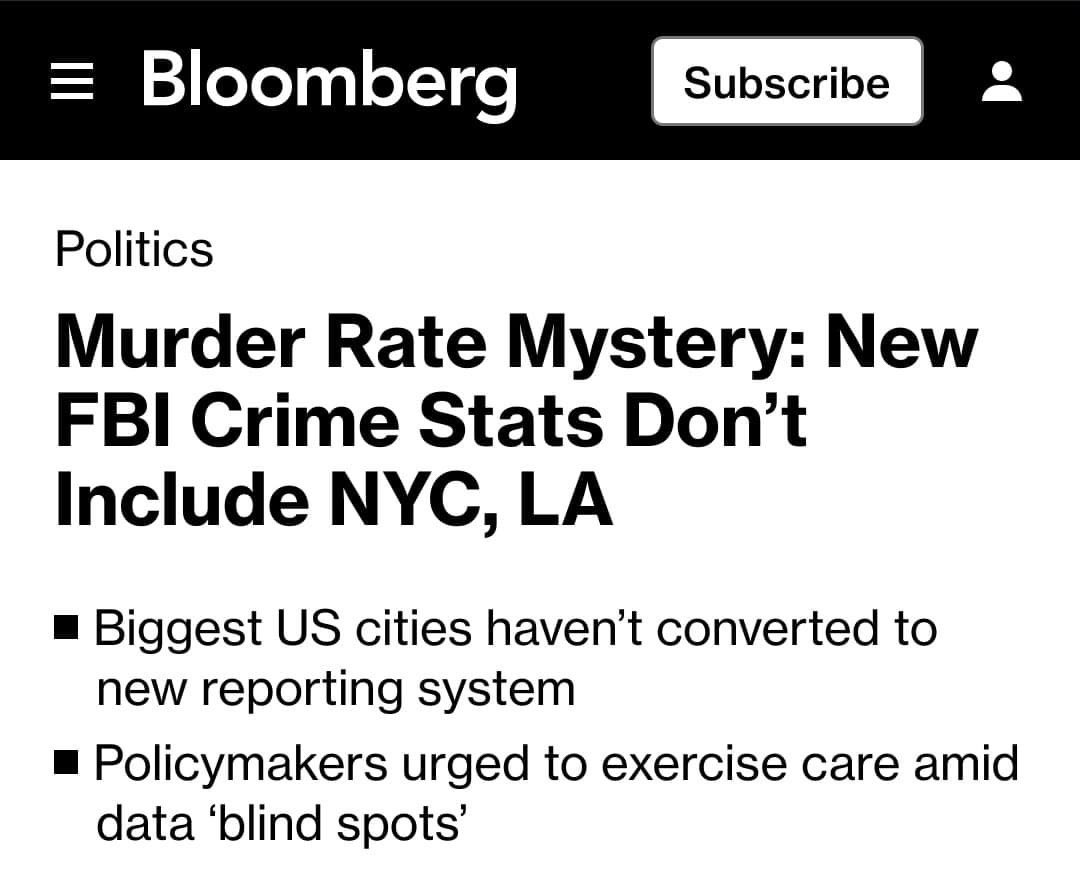 Bloomberg
Subscribe
Politics
Murder Rate Mystery: New
FBI Crime Stats Don’t
Include NYC, LA
■ Biggest US cities haven’t converted to
new reporting system
■ Policymakers urged to exercise care amid
data ‘blind spots’